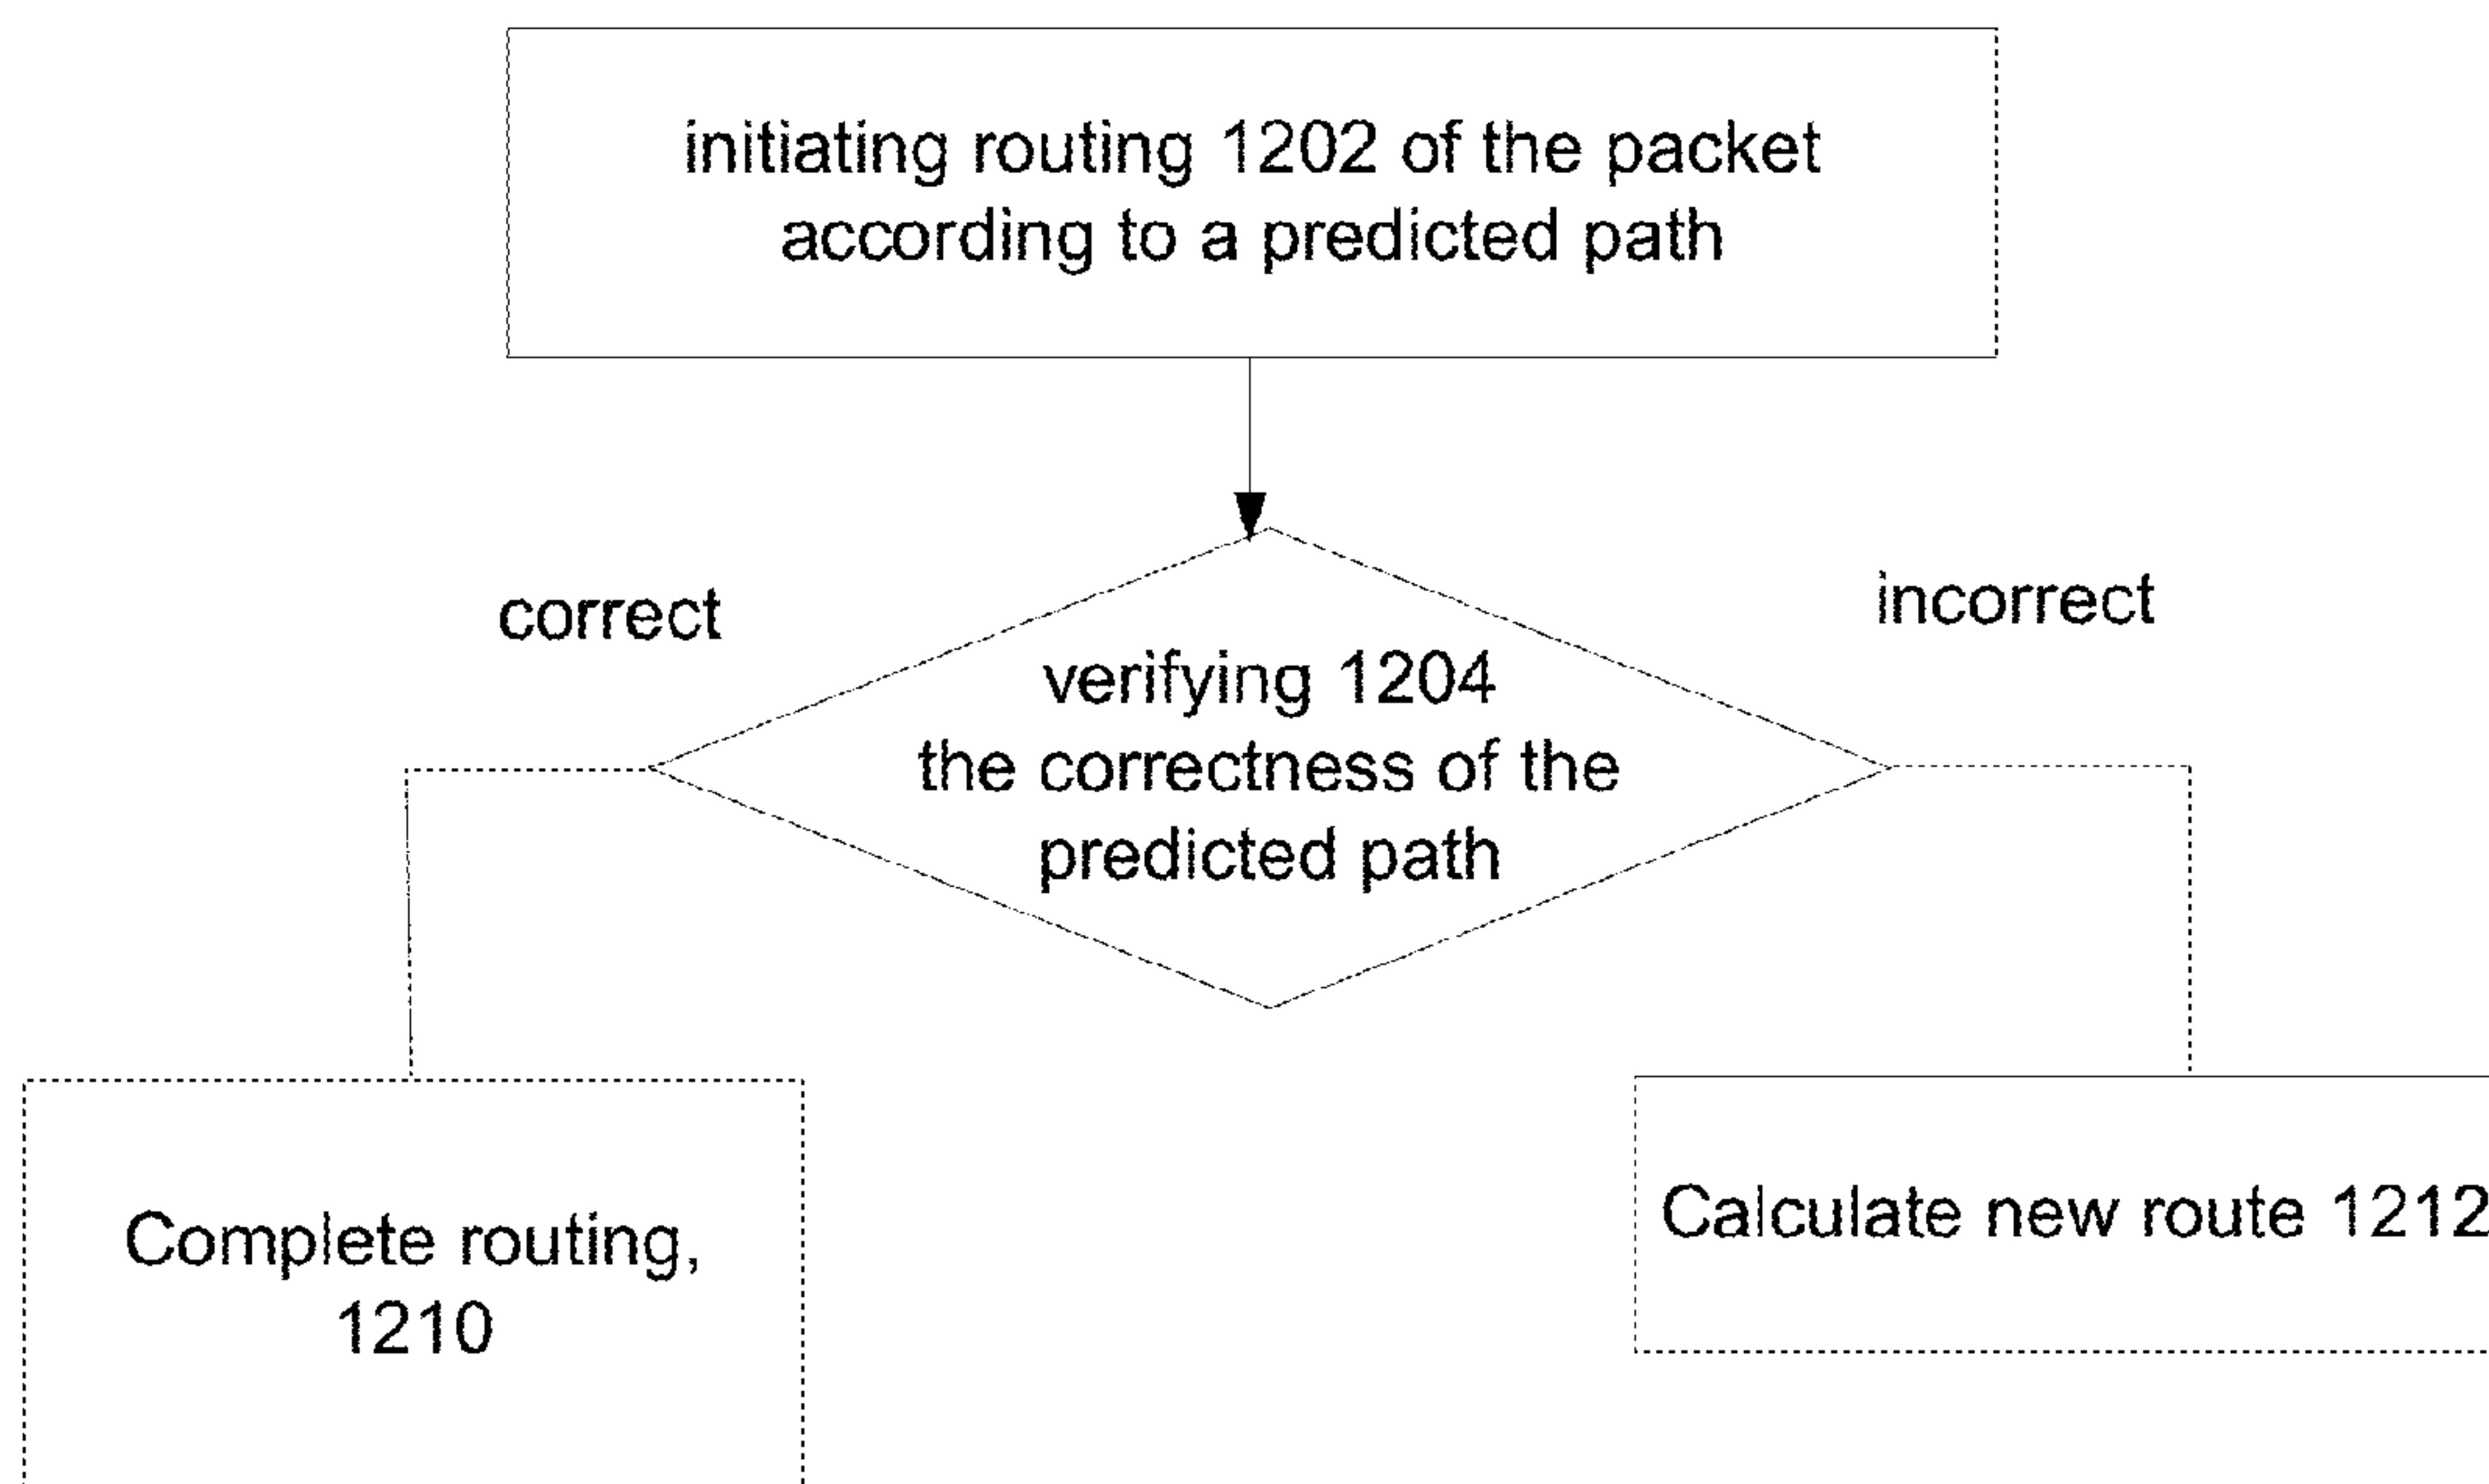 initiating routing 1202 of the packet
according to a predicted path
correct
incorrect
verifying 1204
the correctness of the
predicted path
Complete routing,
1210
Calculate new route 1212